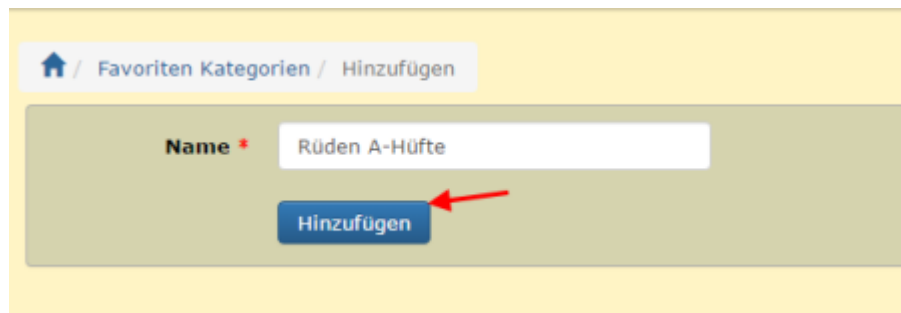 / Favoriten Kategorien / Hinzufügen
Name * Rüden A-Hüfte
Hinzufügen